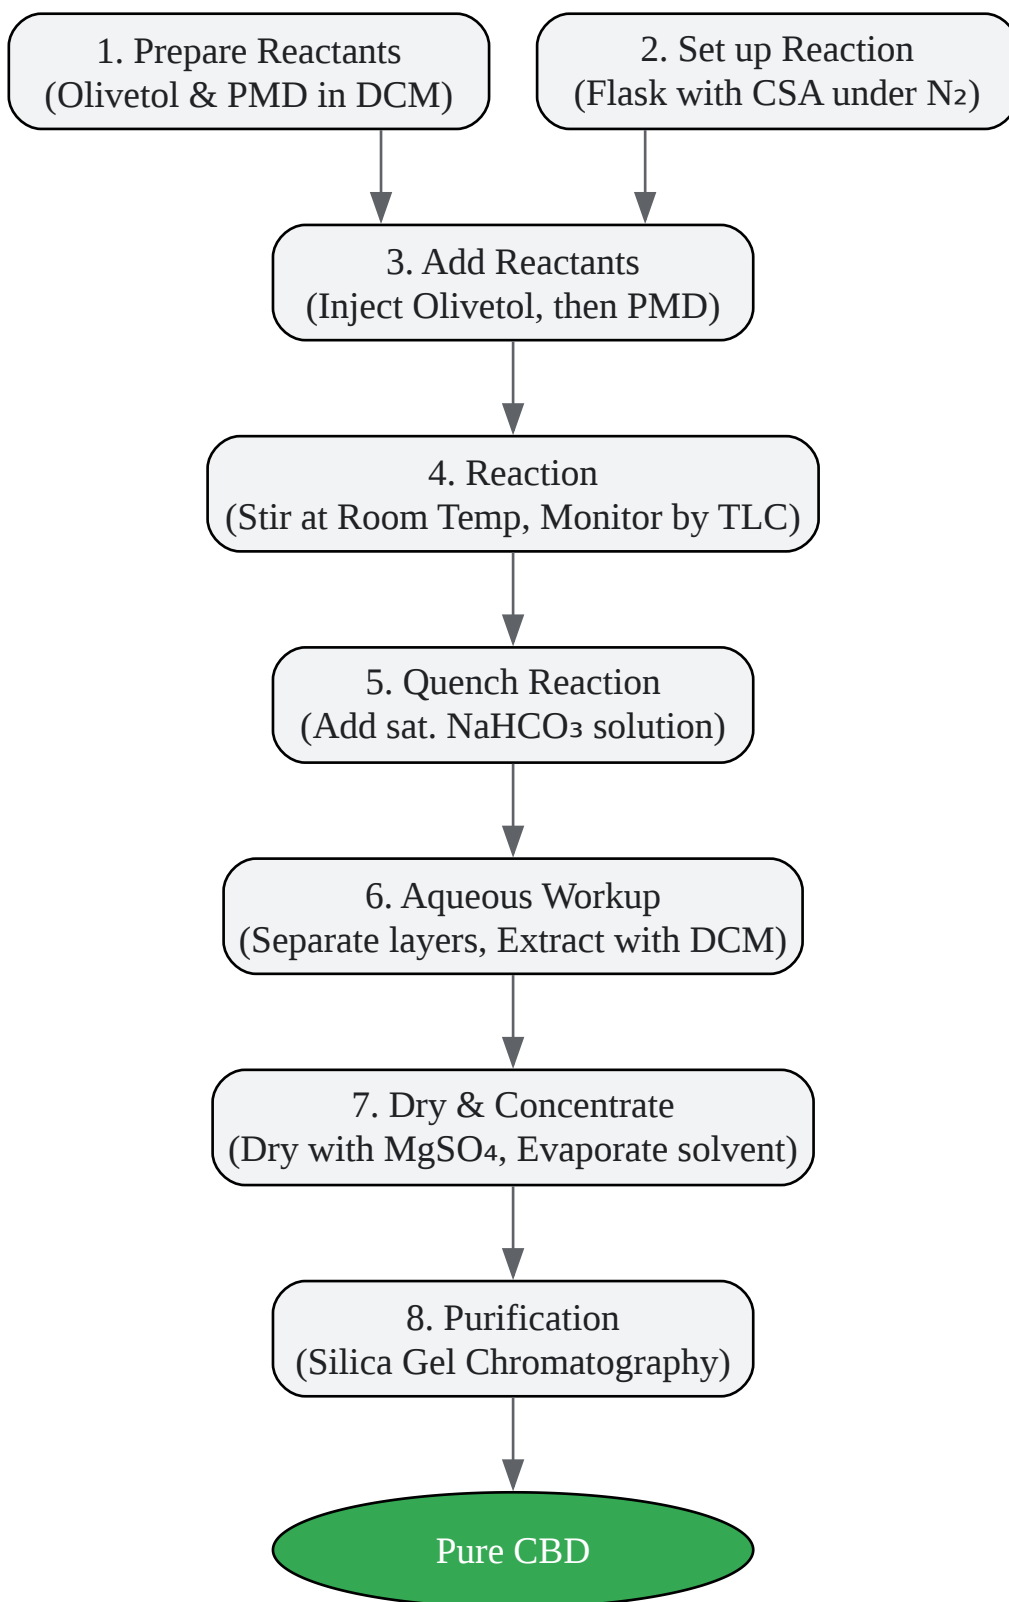 1. Prepare Reactants
(Olivetol & PMD in DCM)
2. Set up Reaction
(Flask with CSA under N₂)
3. Add Reactants
(Inject Olivetol, then PMD)
4. Reaction
(Stir at Room Temp, Monitor by TLC)
5. Quench Reaction
(Add sat. NaHCO₃ solution)
6. Aqueous Workup
(Separate layers, Extract with DCM)
7. Dry & Concentrate
(Dry with MgSO₄, Evaporate solvent)
8. Purification
(Silica Gel Chromatography)
Pure CBD